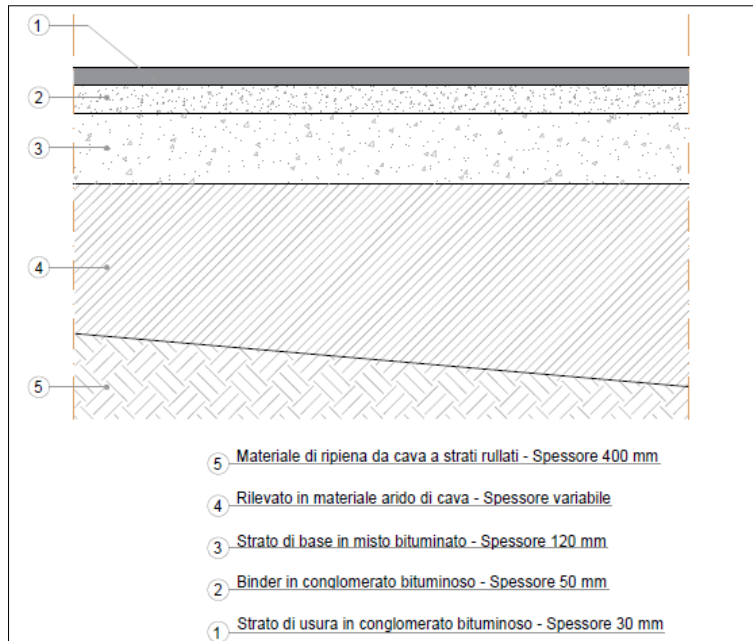 1
2
3
4
5
5 Materiale di ripiena da cava a strati rullati - Spessore 400 mm
4 Rilevato in materiale arido di cava - Spessore variabile
3 Strato di base in misto bituminato - Spessore 120 mm
2 Binder in conglomerato bituminoso - Spessore 50 mm
1 Strato di usura in conglomerato bituminoso - Spessore 30 mm